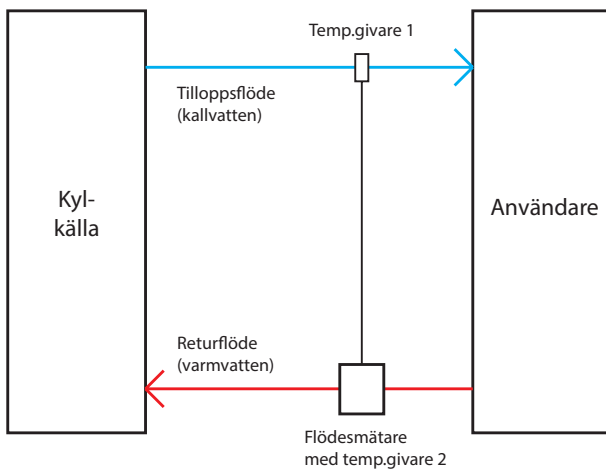 Temp.givare 1
Tilloppsflöde
(kallvatten)
Kyl-
källa
Användare
Returflöde
(varmvatten)
Flödesmätare
med temp.givare 2